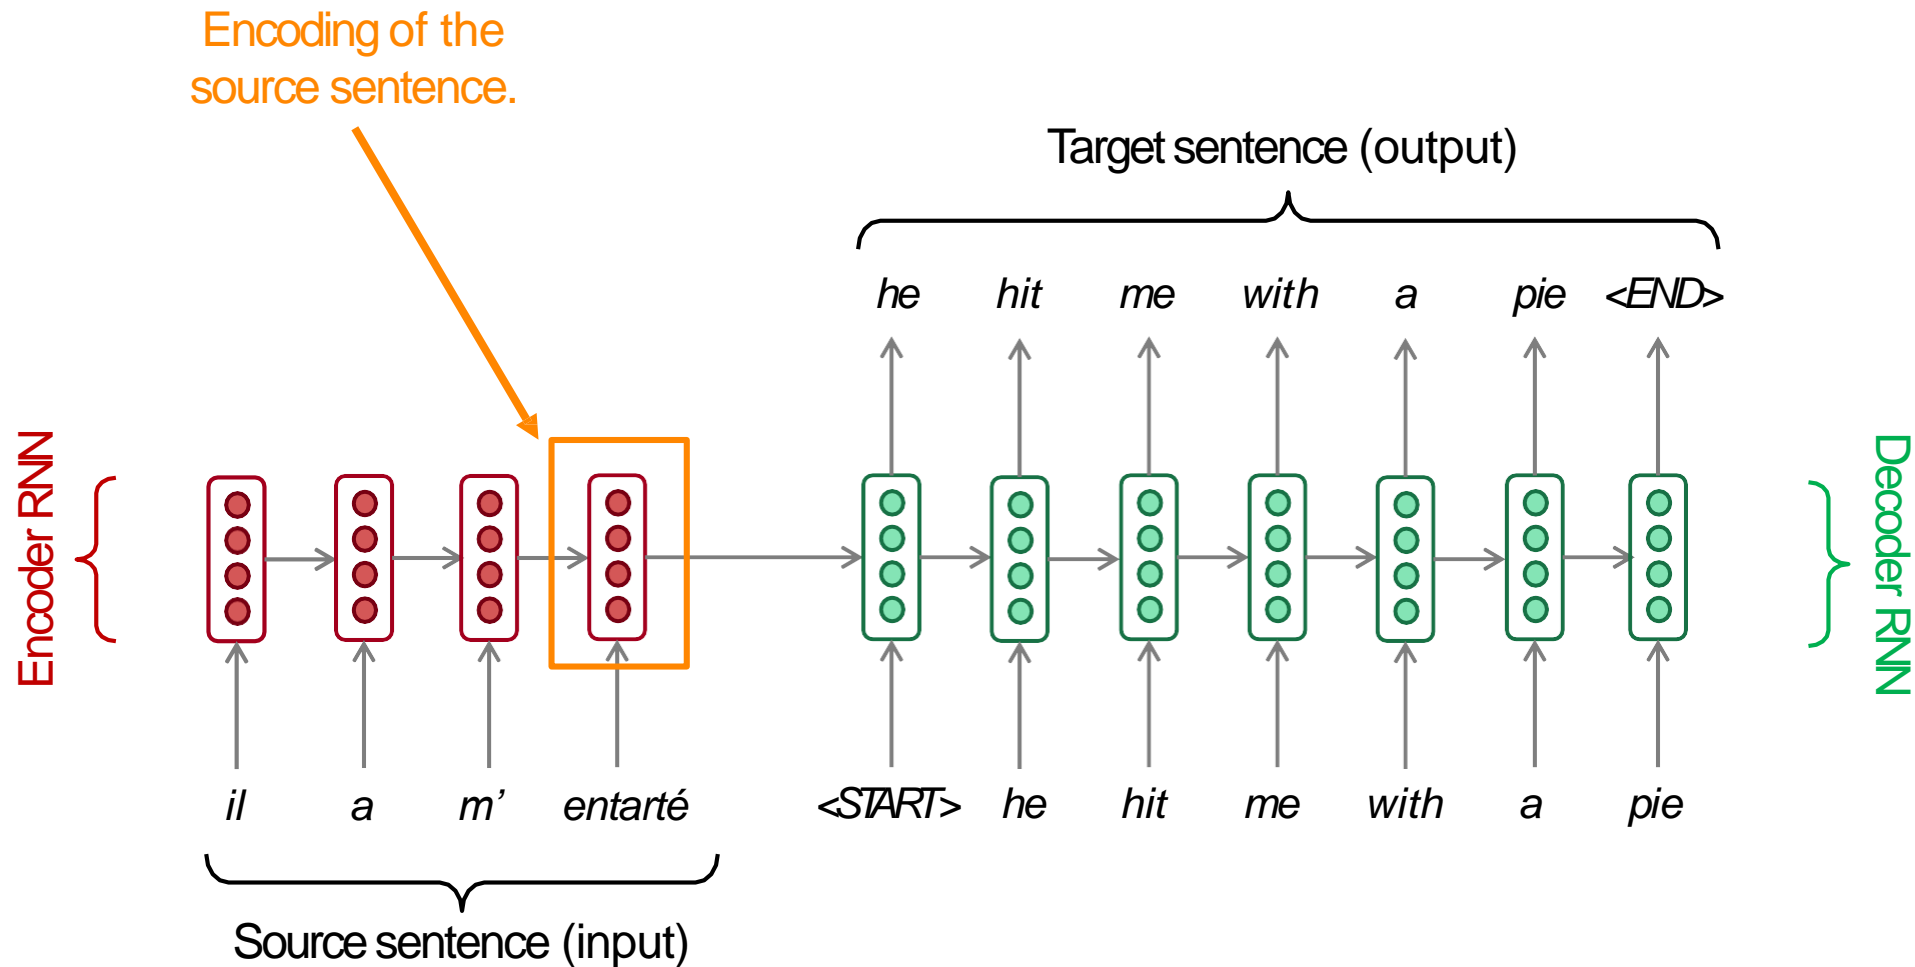 Encoding of the
source sentence.
Target sentence (output)
he hit me with a pie <END>
Encoder RNN
Decoder RNN
il a m’ entarté <START> he hit me with a pie
Source sentence (input)